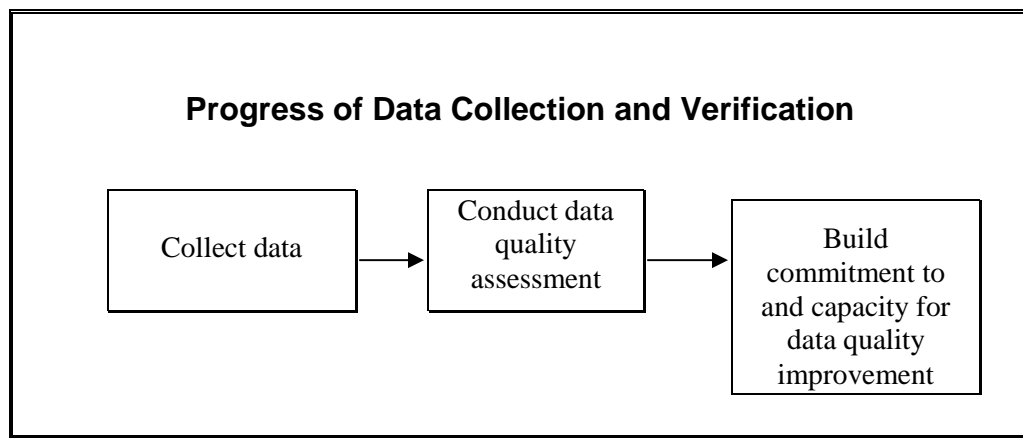 Progress of Data Collection and Verification
Collect data
Conduct data
quality
assessment
Build
commitment to
and capacity for
data quality
improvement